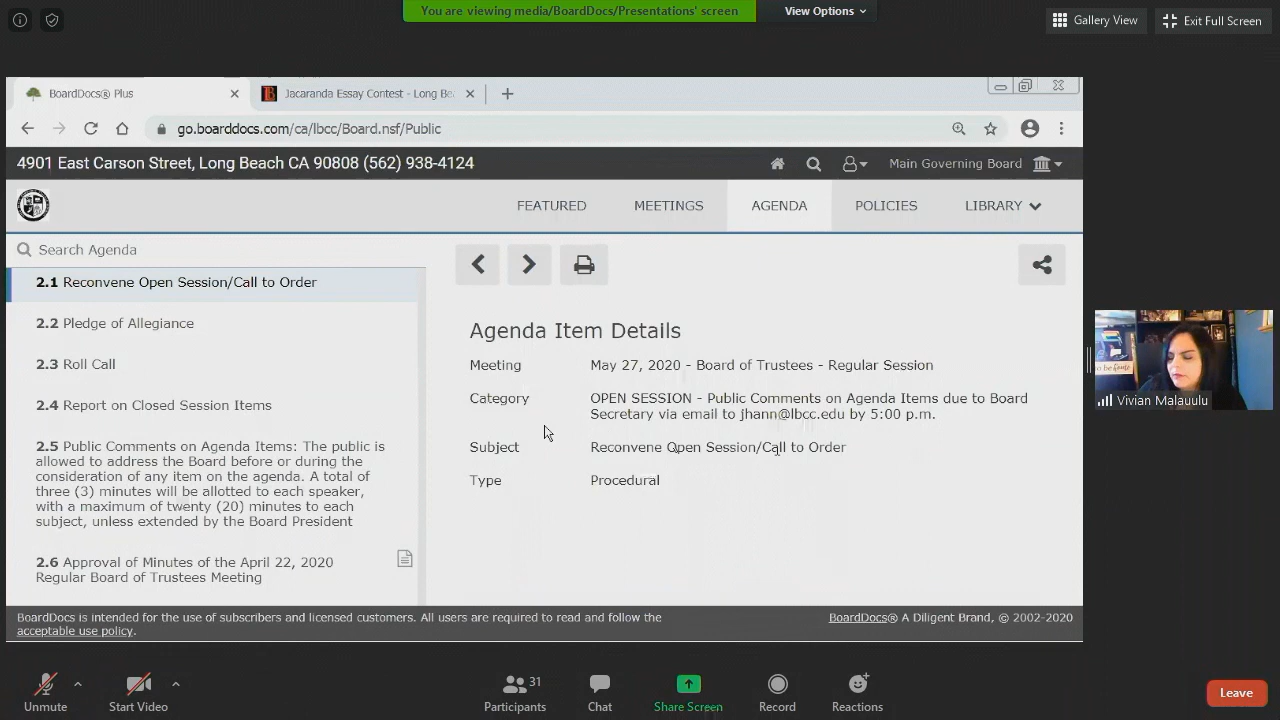 You are viewing media/BoardDocs/Presentations' screen
View Options
Gallery View
Exit Full Screen
BoardDocs® Plus
Jacaranda Essay Contest - Long Be
go.boarddocs.com/ca/lbcc/Board.nsf/Public
4901 East Carson Street, Long Beach CA 90808 (562) 938-4124
Main Governing Board
FEATURED
MEETINGS
AGENDA
POLICIES
LIBRARY
Search Agenda
2.1 Reconvene Open Session/Call to Order
2.2 Pledge of Allegiance
2.3 Roll Call
2.4 Report on Closed Session Items
2.5 Public Comments on Agenda Items: The public is
allowed to address the Board before or during the
consideration of any item on the agenda. A total of
three (3) minutes will be allotted to each speaker,
with a maximum of twenty (20) minutes to each
subject, unless extended by the Board President
2.6 Approval of Minutes of the April 22, 2020
Regular Board of Trustees Meeting
Agenda Item Details
Meeting May 27, 2020 - Board of Trustees - Regular Session
Category OPEN SESSION - Public Comments on Agenda Items due to Board
Secretary via email to jhann@lbcc.edu by 5:00 p.m.
Subject Reconvene Open Session/Call to Order
Type Procedural
Vivian Malauulu
BoardDocs is intended for the use of subscribers and licensed customers. All users are required to read and follow the
acceptable use policy.
BoardDocs® A Diligent Brand, © 2002-2020
Unmute
Start Video
31
Participants
Chat
Share Screen
Record
Reactions
Leave